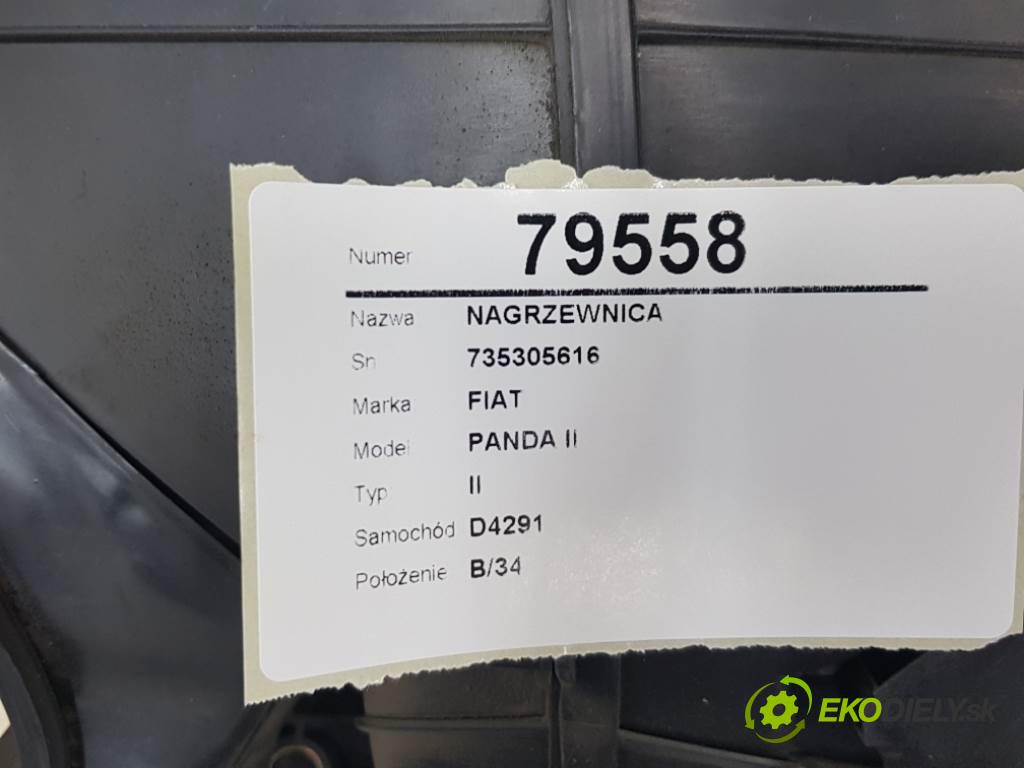 Numer 79558
Nazwa NAGRZEWNICA
Sn 735305616
Marka FIAT
Model PANDA II
Typ II
Samochód D4291
Położenie B/34
EKODIELY.sk